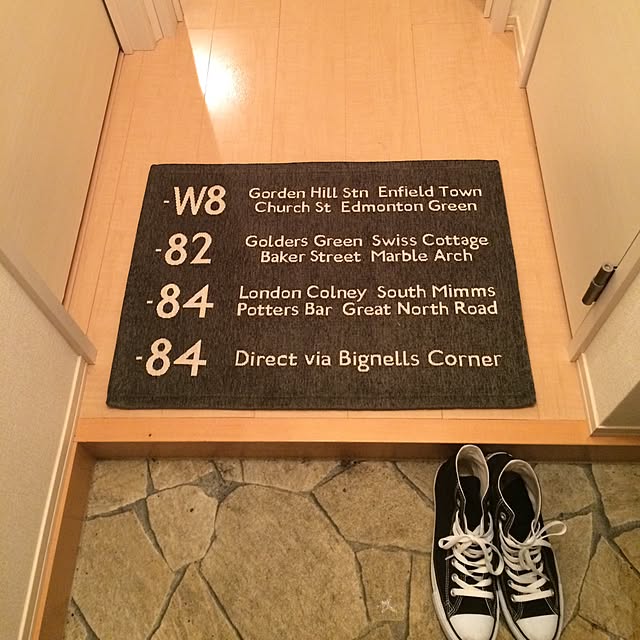 -W8 Gorden Hill Stn Enfield Town
Church St Edmonton Green
-82 Golders Green Swiss Cottage
Baker Street Marble Arch
-84 London Colney South Mimms
Potters Bar Great North Road
-84 Direct via Bignells Corner